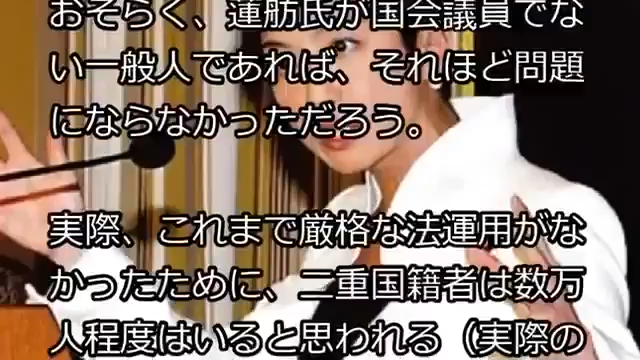 おそらく、蓮舫氏が国会議員でな
い一般人であれば、それほど問題
にならなかっただろう。
実際、これまで厳格な法運用がな
かったために、二重国籍者は数万
人程度はいると思われる（実際の